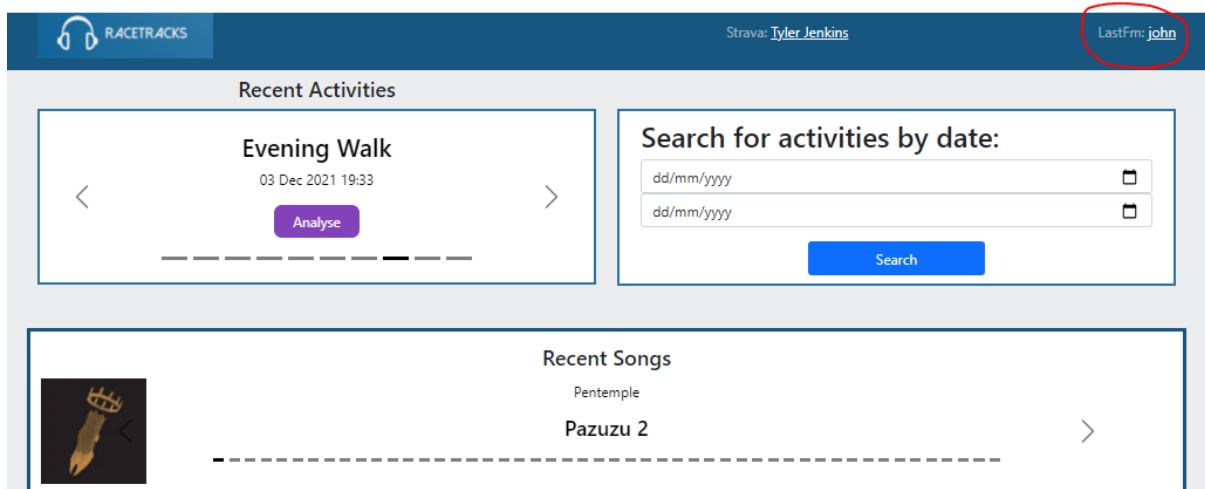 RACETRACKS
Strava: Tyler Jenkins
LastFm: john
Recent Activities
Evening Walk
03 Dec 2021 19:33
Analyse
Search for activities by date:
dd/mm/yyyy
dd/mm/yyyy
Search
Recent Songs
Pentemple
Pazuzu 2